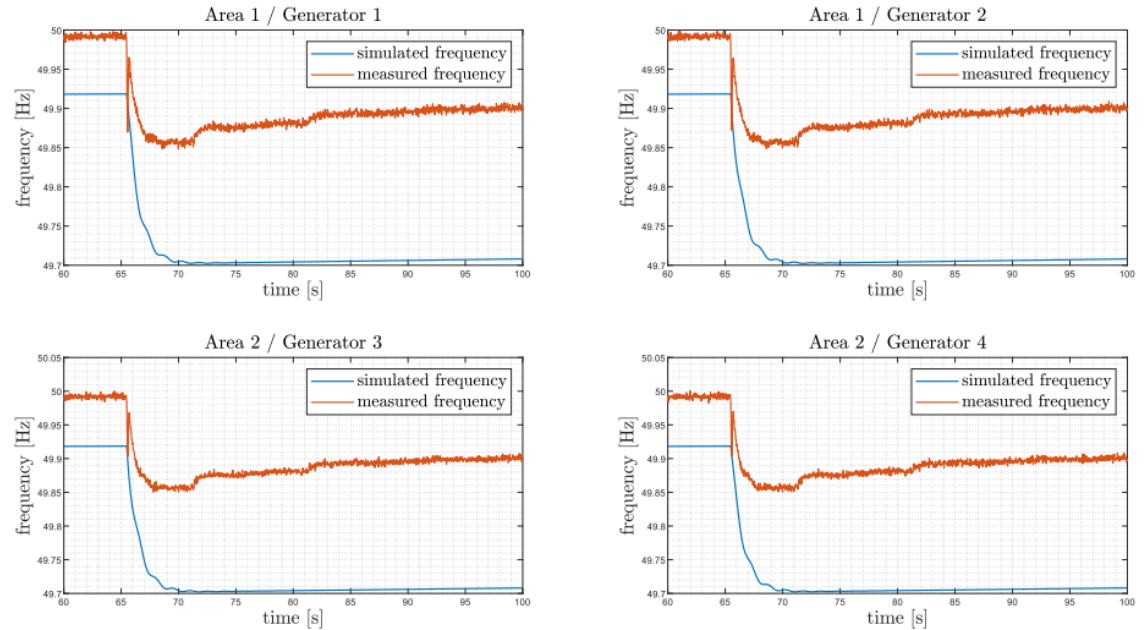 Area 1 / Generator 1
50
49.95
49.9
49.85
49.8
49.75
49.7
frequency [Hz]
simulated frequency
measured frequency
60 65 70 75 80 85 90 95 100
time [s]
Area 1 / Generator 2
50
49.95
49.9
49.85
49.8
49.75
49.7
frequency [Hz]
simulated frequency
measured frequency
60 65 70 75 80 85 90 95 100
time [s]
Area 2 / Generator 3
50.05
50
49.95
49.9
49.85
49.8
49.75
49.7
frequency [Hz]
simulated frequency
measured frequency
60 65 70 75 80 85 90 95 100
time [s]
Area 2 / Generator 4
50.05
50
49.95
49.9
49.85
49.8
49.75
49.7
frequency [Hz]
simulated frequency
measured frequency
60 65 70 75 80 85 90 95 100
time [s]